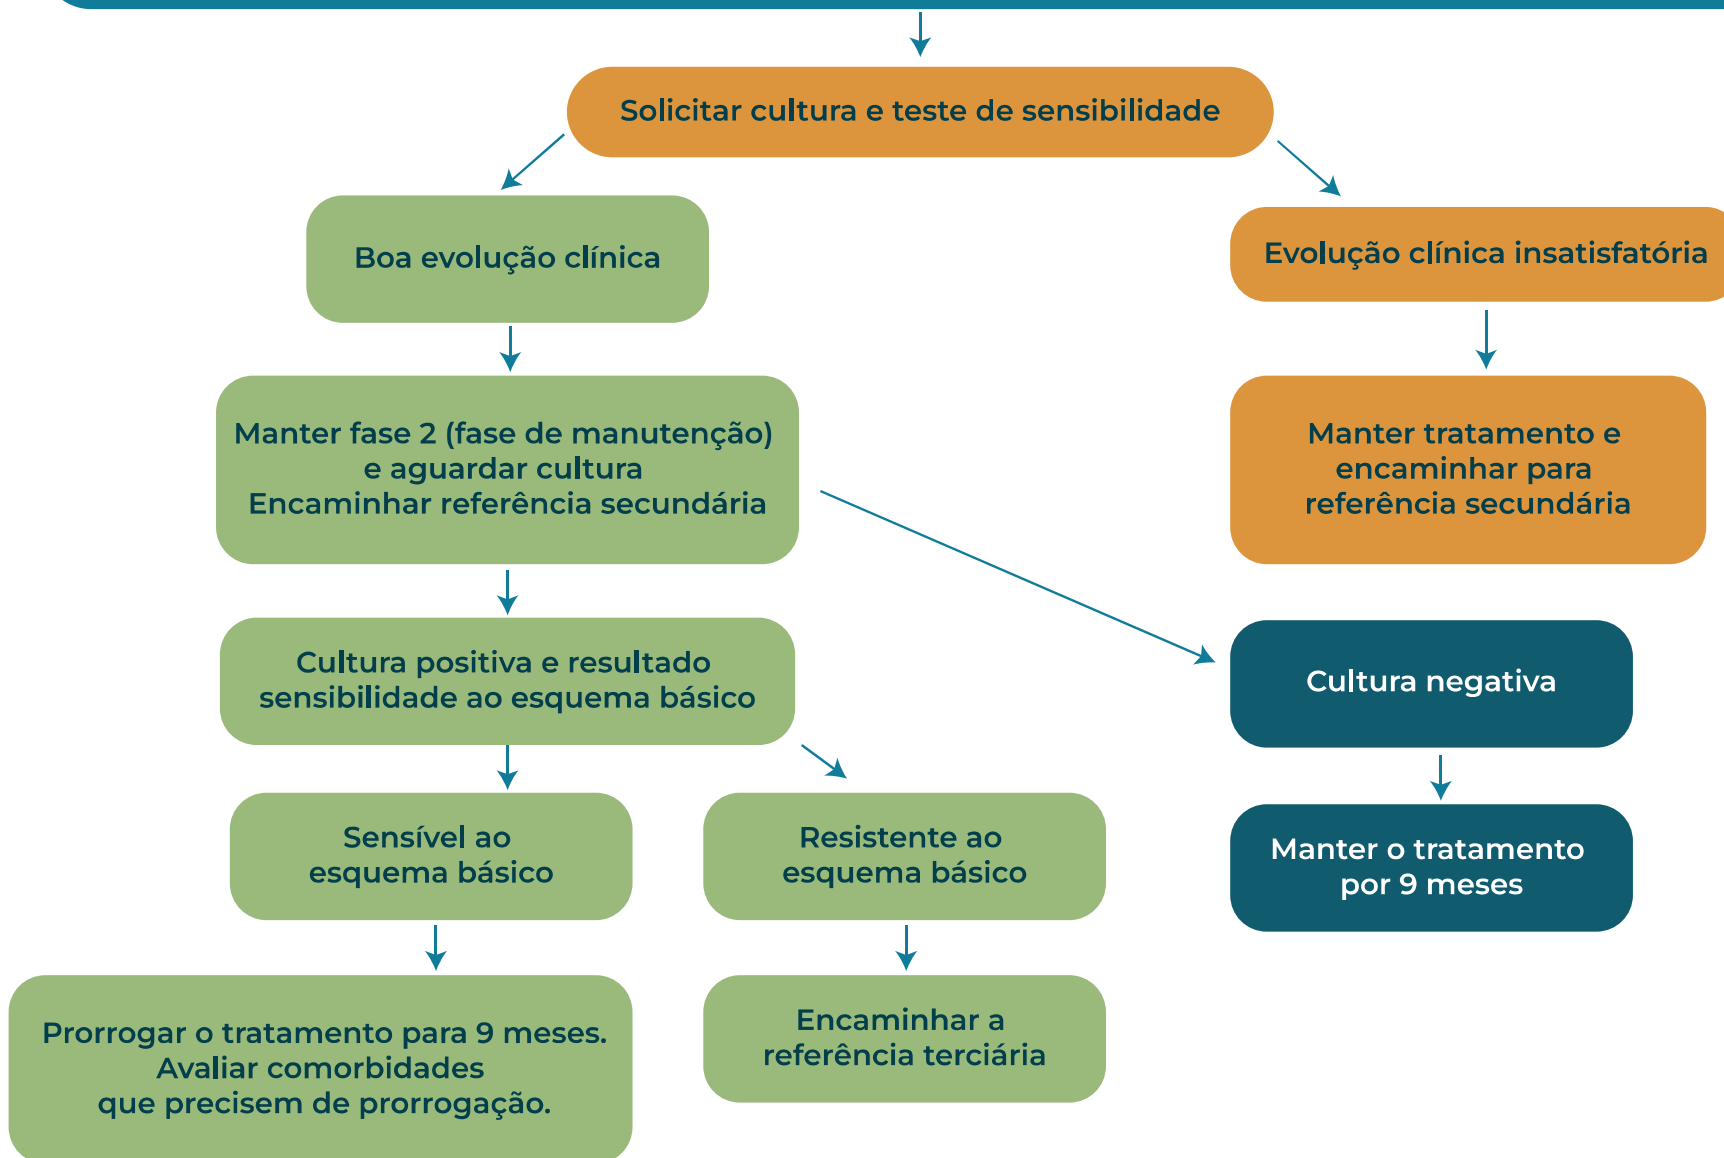 Solicitar cultura e teste de sensibilidade
Boa evolução clínica
Evolução clínica insatisfatória
Manter fase 2 (fase de manutenção)
e aguardar cultura
Encaminhar referência secundária
Manter tratamento e
encaminhar para
referência secundária
Cultura positiva e resultado
sensibilidade ao esquema básico
Cultura negativa
Sensível ao
esquema básico
Resistente ao
esquema básico
Manter o tratamento
por 9 meses
Prorrogar o tratamento para 9 meses.
Avaliar comorbidades
que precisem de prorrogação.
Encaminhar a
referência terciária